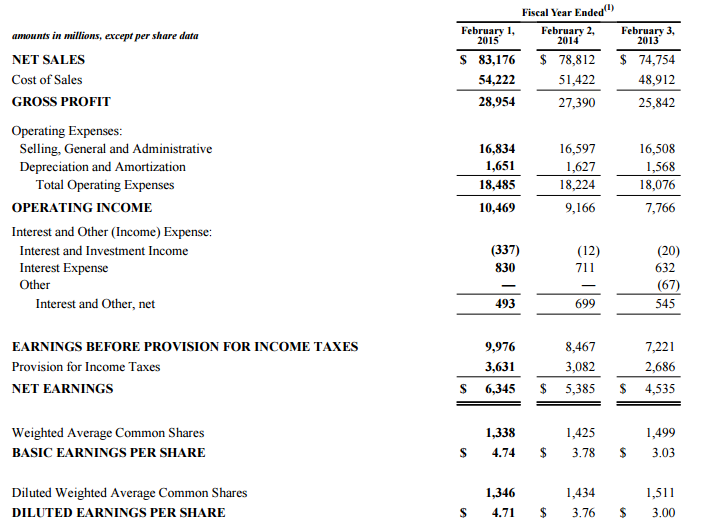 Fiscal Year Ended(1)
amounts in millions, except per share data February 1, 2015 February 2, 2014 February 3, 2013
NET SALES $ 83,176 $ 78,812 $ 74,754
Cost of Sales 54,222 51,422 48,912
GROSS PROFIT 28,954 27,390 25,842
Operating Expenses:
Selling, General and Administrative 16,834 16,597 16,508
Depreciation and Amortization 1,651 1,627 1,568
Total Operating Expenses 18,485 18,224 18,076
OPERATING INCOME 10,469 9,166 7,766
Interest and Other (Income) Expense:
Interest and Investment Income (337) (12) (20)
Interest Expense 830 711 632
Other — — (67)
Interest and Other, net 493 699 545
EARNINGS BEFORE PROVISION FOR INCOME TAXES 9,976 8,467 7,221
Provision for Income Taxes 3,631 3,082 2,686
NET EARNINGS $ 6,345 $ 5,385 $ 4,535
Weighted Average Common Shares 1,338 1,425 1,499
BASIC EARNINGS PER SHARE $ 4.74 $ 3.78 $ 3.03
Diluted Weighted Average Common Shares 1,346 1,434 1,511
DILUTED EARNINGS PER SHARE $ 4.71 $ 3.76 $ 3.00